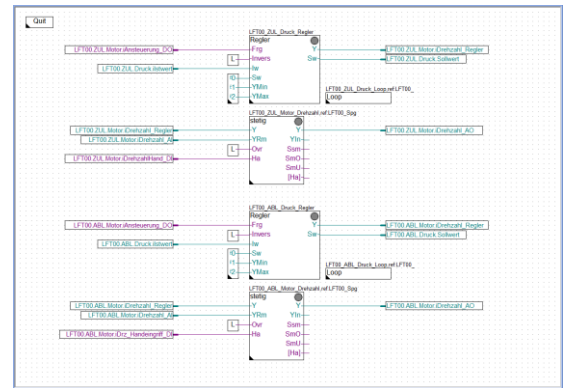 Quit
LFT00_ZUL_Druck_Regler
Regler
LFT00.ZUL.Motor.iAnsteuerung_DO
Frg
Y
LFT00.ZUL.Motor.iDrehzahl_Regler
L
Invers
Sw
LFT00.ZUL.Druck.Sollwert
LFT00.ZUL.Druck.Istwert
Iw
Sw
YMin
YMax
LFT00_ZUL_Druck_Loop,ref:LFT00_
Loop
LFT00_ZUL_Motor_Drehzahl,ref:LFT00_Spg
stetig
LFT00.ZUL.Motor.iDrehzahl_Regler
Y
Y
LFT00.ZUL.Motor.iDrehzahl_AO
LFT00.ZUL.Motor.iDrehzahl_AI
YRm
YIn
L
Ovr
Ssm
LFT00.ZUL.Motor.iDrehzahlHand_DI
Ha
SmO
SmU
[Ha]
LFT00_ABL_Druck_Regler
Regler
LFT00.ABL.Motor.iAnsteuerung_DO
Frg
Y
LFT00.ABL.Motor.iDrehzahl_Regler
L
Invers
Sw
LFT00.ABL.Druck.Sollwert
LFT00.ABL.Druck.Istwert
Iw
Sw
YMin
YMax
LFT00_ABL_Druck_Loop,ref:LFT00_
Loop
LFT00_ABL_Motor_Drehzahl,ref:LFT00_Spg
stetig
LFT00.ABL.Motor.iDrehzahl_Regler
Y
Y
LFT00.ABL.Motor.iDrehzahl_AO
LFT00.ABL.Motor.iDrehzahl_AI
YRm
YIn
L
Ovr
Ssm
LFT00.ABL.Motor.iDrz_Handeingriff_DI
Ha
SmO
SmU
[Ha]